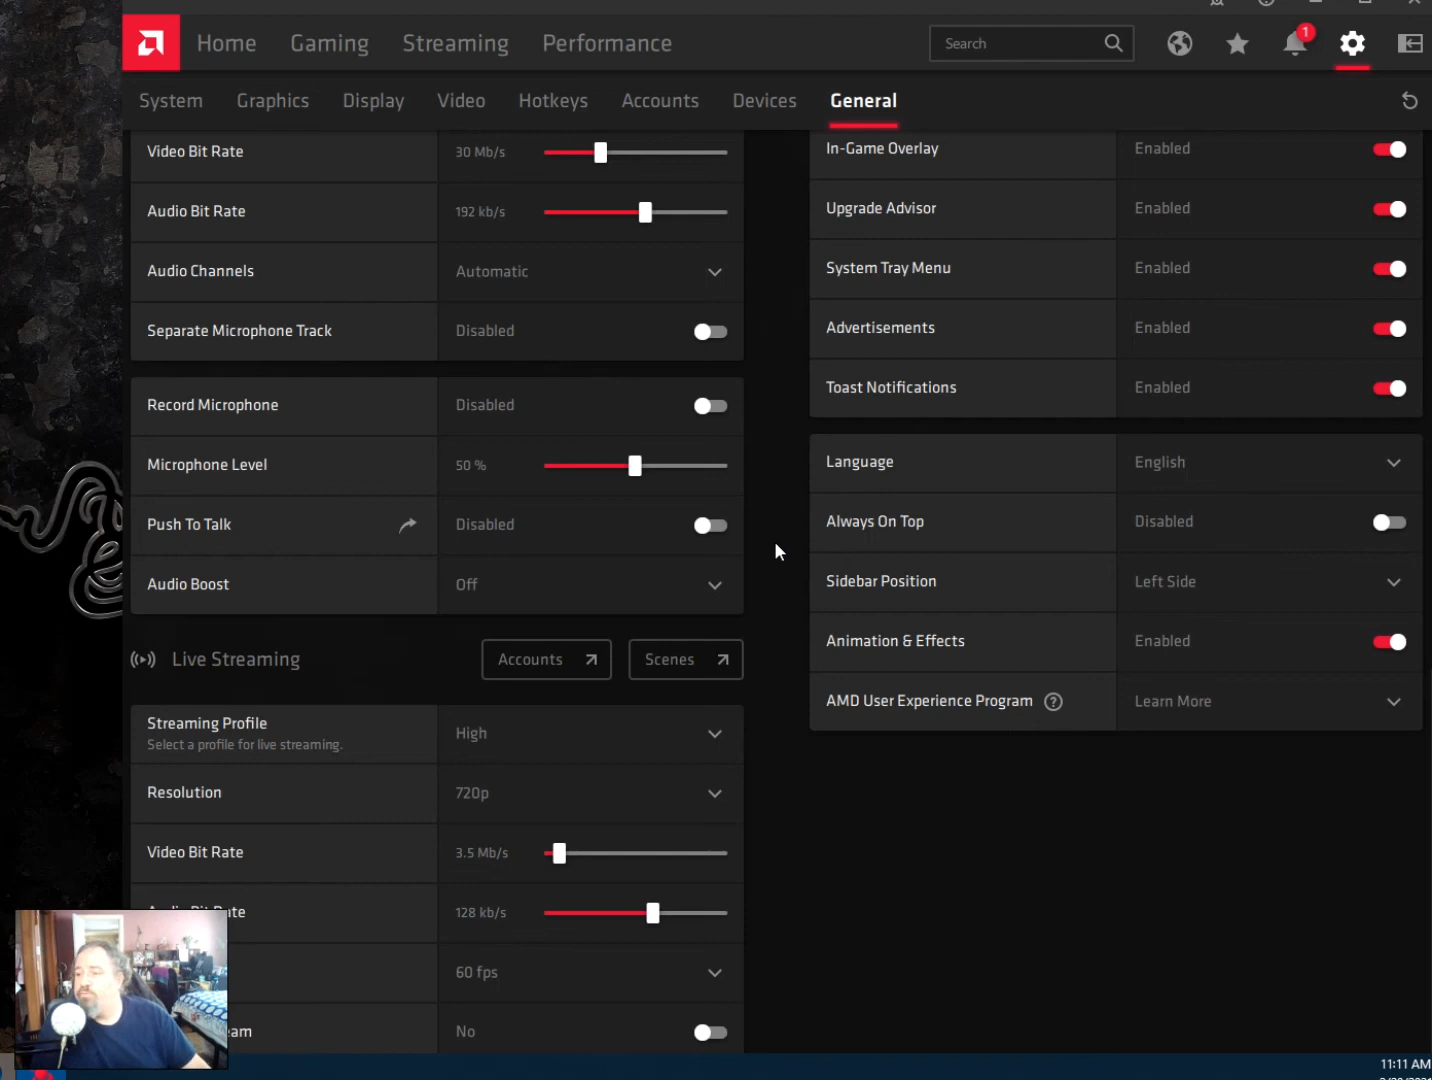 Home Gaming Streaming Performance Search 1
System Graphics Display Video Hotkeys Accounts Devices General
Video Bit Rate 30 Mb/s
Audio Bit Rate 192 kb/s
Audio Channels Automatic
Separate Microphone Track Disabled
Record Microphone Disabled
Microphone Level 50 %
Push To Talk Disabled
Audio Boost Off
Live Streaming Accounts Scenes
Streaming Profile High
Select a profile for live streaming.
Resolution 720p
Video Bit Rate 3.5 Mb/s
128 kb/s
60 fps
No
In-Game Overlay Enabled
Upgrade Advisor Enabled
System Tray Menu Enabled
Advertisements Enabled
Toast Notifications Enabled
Language English
Always On Top Disabled
Sidebar Position Left Side
Animation & Effects Enabled
AMD User Experience Program ? Learn More
11:11 AM